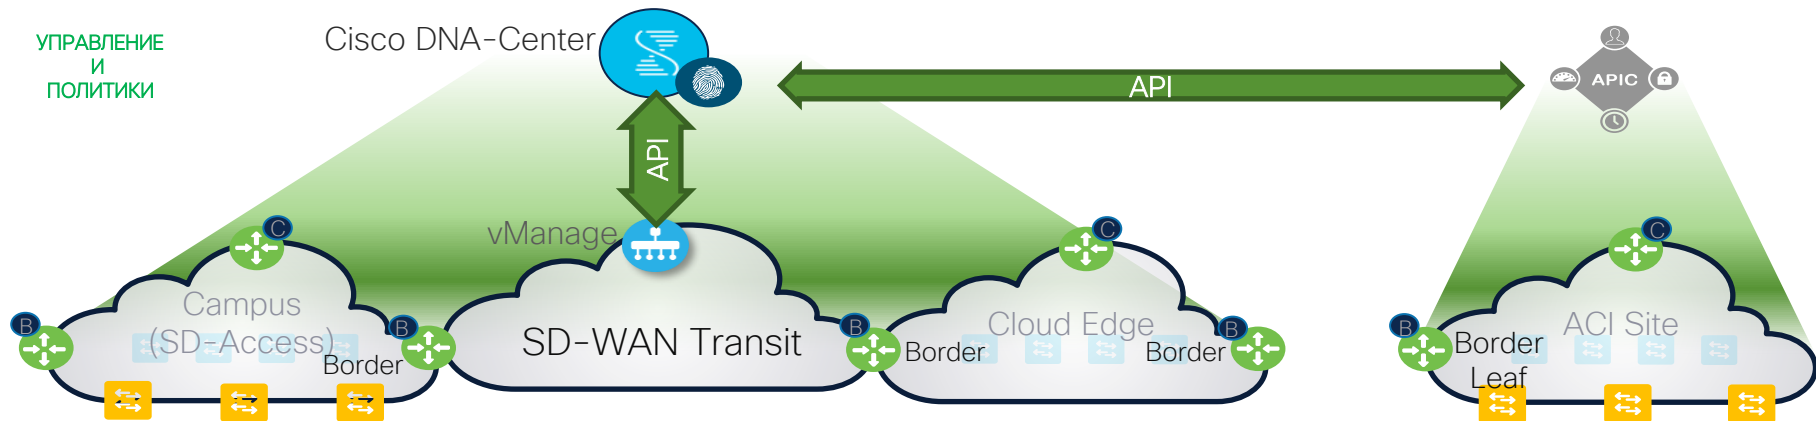 УПРАВЛЕНИЕ
И
ПОЛИТИКИ
Cisco DNA-Center
API
APIC
API
vManage
C
C
C
Campus
(SD-Access)
SD-WAN Transit
Cloud Edge
ACI Site
B
B
B
B
B
Border
Border
Border
Border
Leaf